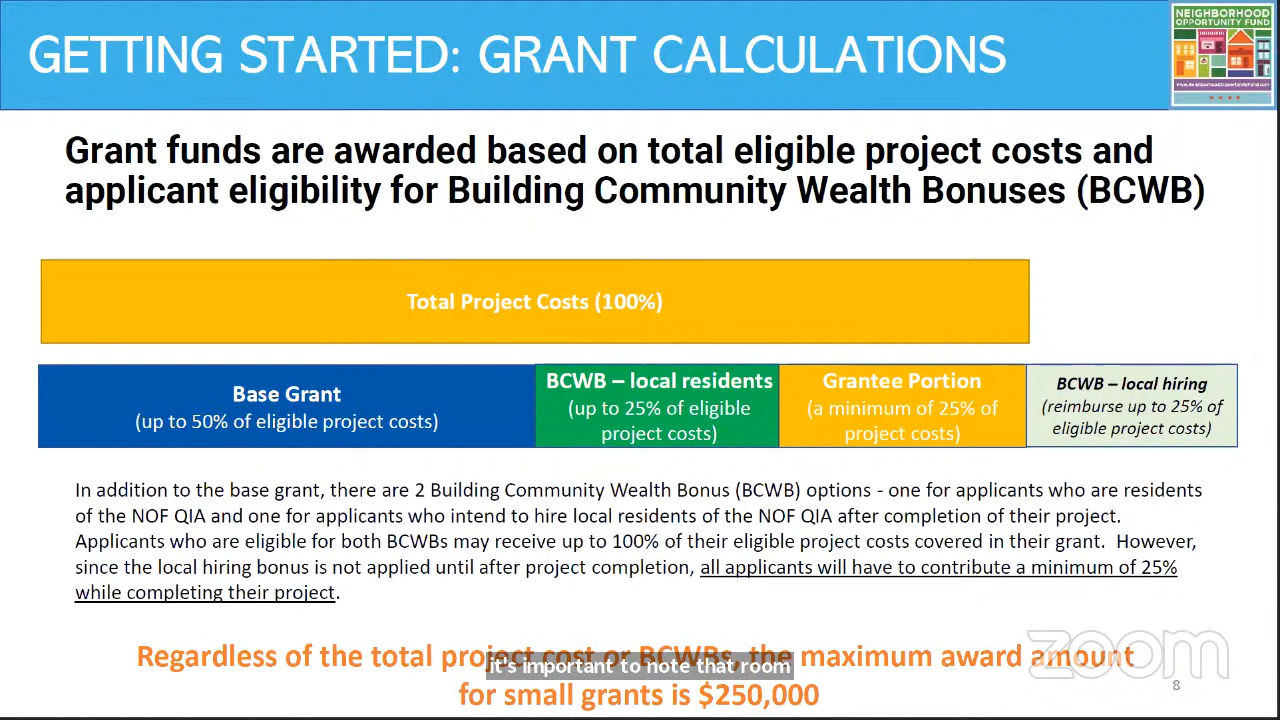 GETTING STARTED: GRANT CALCULATIONS
NEIGHBORHOOD
OPPORTUNITY FUND
www.NeighborhoodOpportunityFund.com
Grant funds are awarded based on total eligible project costs and
applicant eligibility for Building Community Wealth Bonuses (BCWB)
Total Project Costs (100%)
Base Grant
(up to 50% of eligible project costs)
BCWB – local residents
(up to 25% of eligible
project costs)
Grantee Portion
(a minimum of 25% of
project costs)
BCWB – local hiring
(reimburse up to 25% of
eligible project costs)
In addition to the base grant, there are 2 Building Community Wealth Bonus (BCWB) options - one for applicants who are residents
of the NOF QIA and one for applicants who intend to hire local residents of the NOF QIA after completion of their project.
Applicants who are eligible for both BCWBs may receive up to 100% of their eligible project costs covered in their grant.  However,
since the local hiring bonus is not applied until after project completion, all applicants will have to contribute a minimum of 25%
while completing their project.
Regardless of the total project cost or BCWBs, the maximum award amount
it's important to note that room
for small grants is $250,000
zoom
8